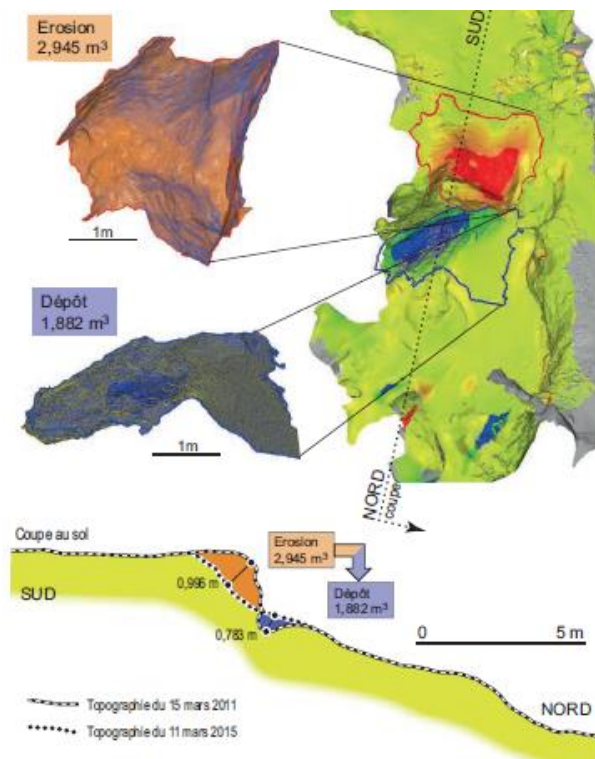 Erosion
2,945 m³
1m
Dépôt
1,882 m³
1m
SUD
NORD
coupe
Coupe au sol
SUD
0,996 m
0,783 m
Erosion
2,945 m³
Dépôt
1,882 m³
0 5 m
NORD
Topographie du 15 mars 2011
Topographie du 11 mars 2015